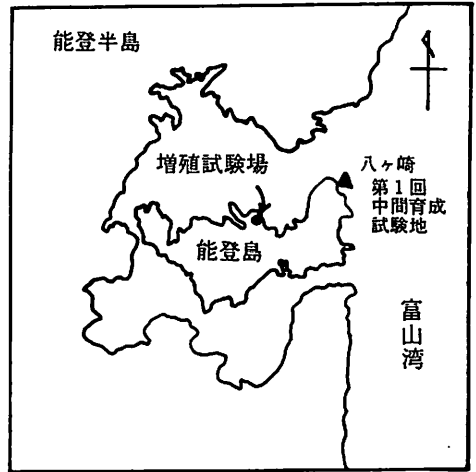 能登半島
増殖試験場
八ヶ崎
第1回
中間育成
試験地
能登島
富山湾